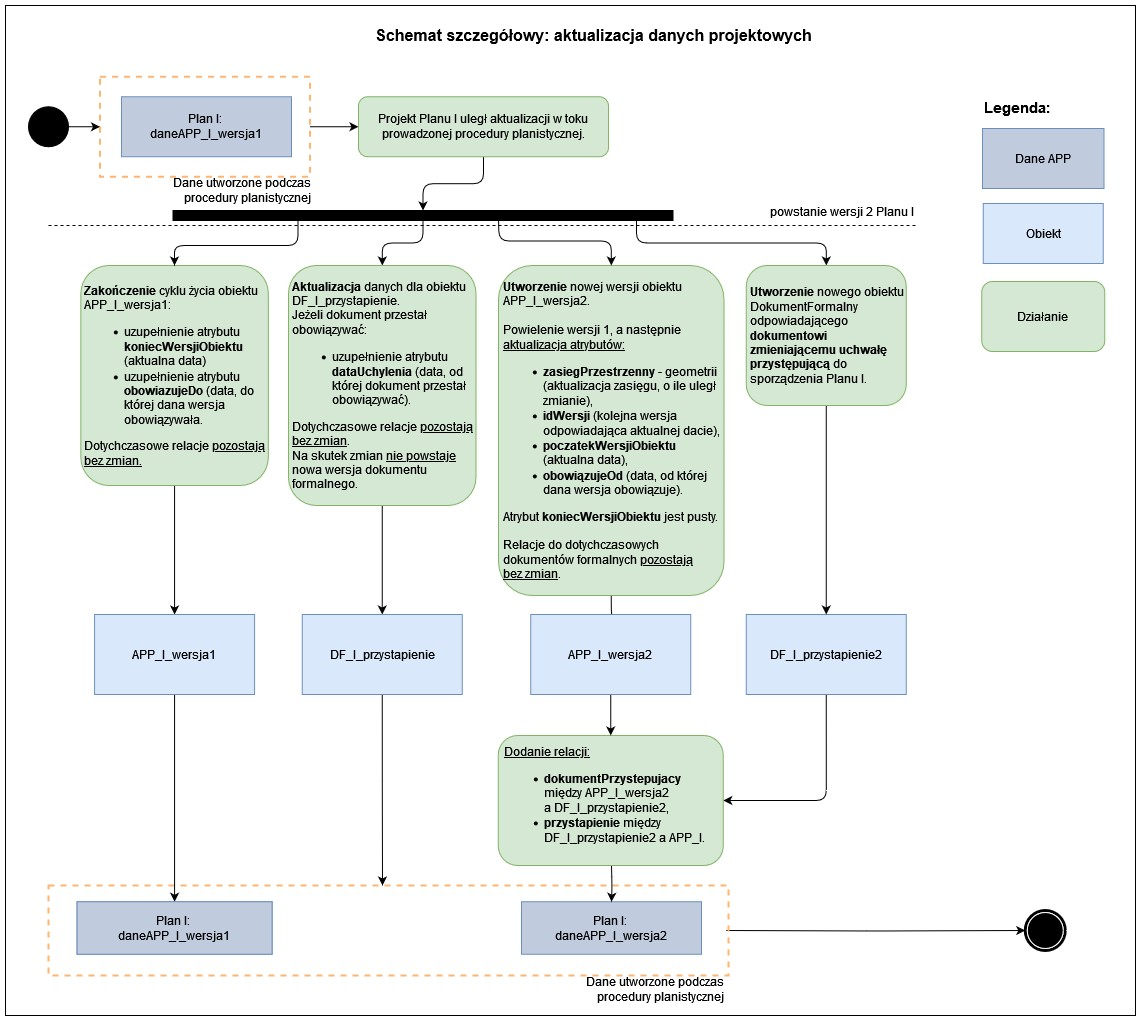 Schemat szczegółowy: aktualizacja danych projektowych
Plan I:
daneAPP_I_wersja1
Dane utworzone podczas
procedury planistycznej
Projekt Planu I uległ aktualizacji w toku
prowadzonej procedury planistycznej.
Legenda:
Dane APP
Obiekt
Działanie
powstanie wersji 2 Planu I
Zakończenie cyklu życia obiektu
APP_I_wersja1:
• uzupełnienie atrybutu
koniecWersjiObiektu
(aktualna data)
• uzupełnienie atrybutu
obowiazujeDo (data, do
której dana wersja
obowiązywała.
Dotychczasowe relacje pozostają
bez zmian.
Aktualizacja danych dla obiektu
DF_I_przystapienie.
Jeżeli dokument przestał
obowiązywać:
• uzupełnienie atrybutu
dataUchylenia (data, od
której dokument przestał
obowiązywać).
Dotychczasowe relacje pozostają
bez zmian.
Na skutek zmian nie powstaje
nowa wersja dokumentu
formalnego.
Utworzenie nowej wersji obiektu
APP_I_wersja2.
Powielenie wersji 1, a następnie
aktualizacja atrybutów:
• zasiegPrzestrzenny - geometrii
(aktualizacja zasięgu, o ile uległ
zmianie),
• idWersji (kolejna wersja
odpowiadająca aktualnej dacie),
• poczatekWersjiObiektu
(aktualna data),
• obowiązujeOd (data, od której
dana wersja obowiązuje).
Atrybut koniecWersjiObiektu jest pusty.
Relacje do dotychczasowych
dokumentów formalnych pozostają
bez zmian.
Utworzenie nowego obiektu
DokumentFormalny
odpowiadającego
dokumentowi
zmieniającemu uchwałę
przystępującą do
sporządzenia Planu I.
APP_I_wersja1
DF_I_przystapienie
APP_I_wersja2
DF_I_przystapienie2
Dodanie relacji:
• dokumentPrzystepujacy
między APP_I_wersja2
a DF_I_przystapienie2,
• przystapienie między
DF_I_przystapienie2 a APP_I.
Plan I:
daneAPP_I_wersja1
Plan I:
daneAPP_I_wersja2
Dane utworzone podczas
procedury planistycznej